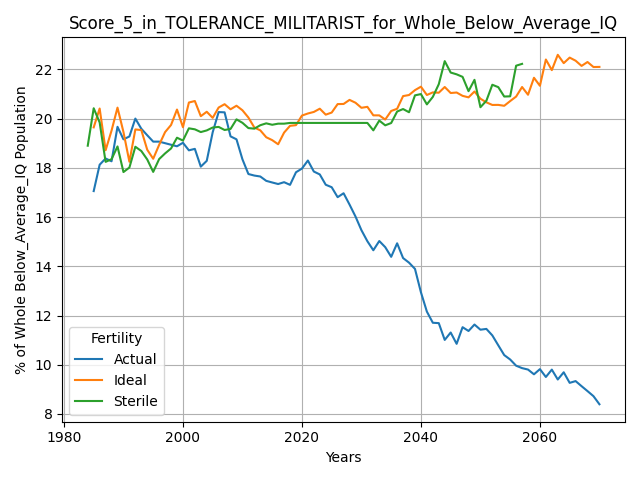 Score_5_in_TOLERANCE_MILITARIST_for_Whole_Below_Average_IQ
% of Whole Below_Average_IQ Population
22
20
18
16
14
12
10
8
Fertility
Actual
Ideal
Sterile
1980
2000
2020
2040
2060
Years